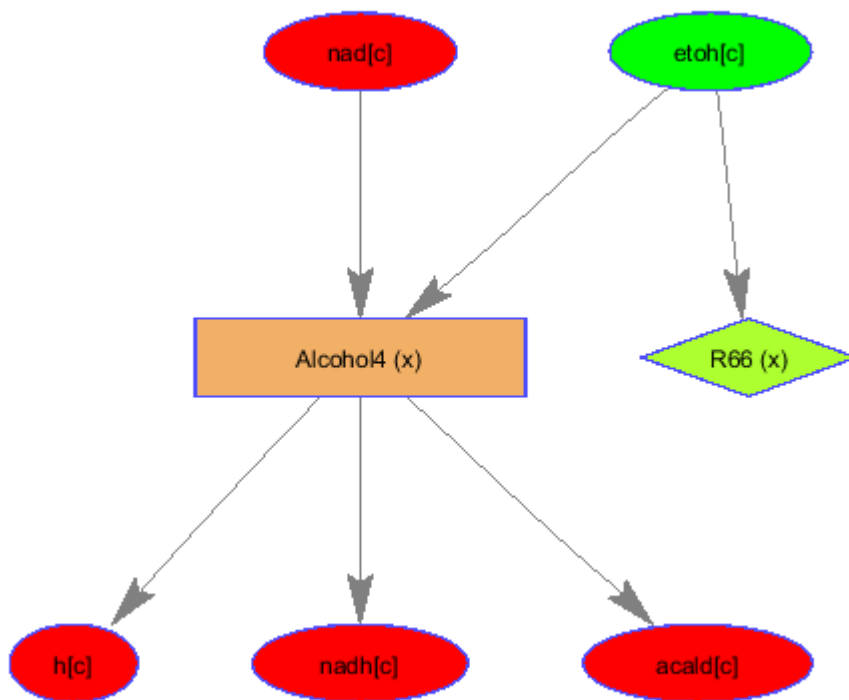 nad[c]
etoh[c]
Alcohol4 (x)
R66 (x)
h[c]
nadh[c]
acald[c]